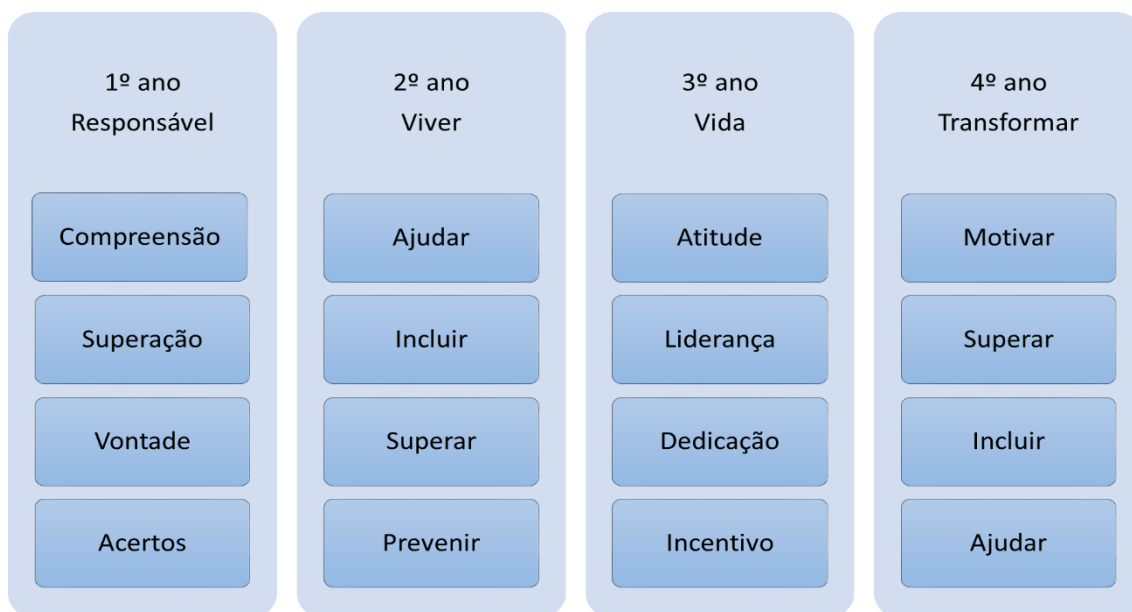 1º ano
Responsável
Compreensão
Superação
Vontade
Acertos
2º ano
Viver
Ajudar
Incluir
Superar
Prevenir
3º ano
Vida
Atitude
Liderança
Dedicação
Incentivo
4º ano
Transformar
Motivar
Superar
Incluir
Ajudar